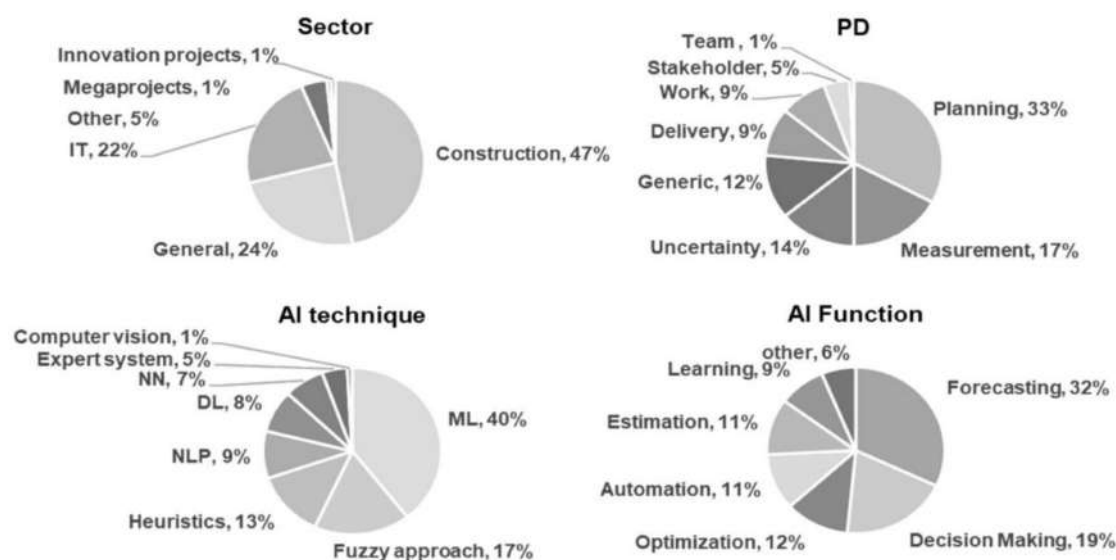 Sector
Innovation projects, 1%
Megaprojects, 1%
Other, 5%
IT, 22%
Construction, 47%
General, 24%
PD
Team , 1%
Stakeholder, 5%
Work, 9%
Planning, 33%
Delivery, 9%
Generic, 12%
Uncertainty, 14%
Measurement, 17%
AI technique
Computer vision, 1%
Expert system, 5%
NN, 7%
DL, 8%
ML, 40%
NLP, 9%
Heuristics, 13%
Fuzzy approach, 17%
AI Function
other, 6%
Learning, 9%
Forecasting, 32%
Estimation, 11%
Automation, 11%
Optimization, 12%
Decision Making, 19%